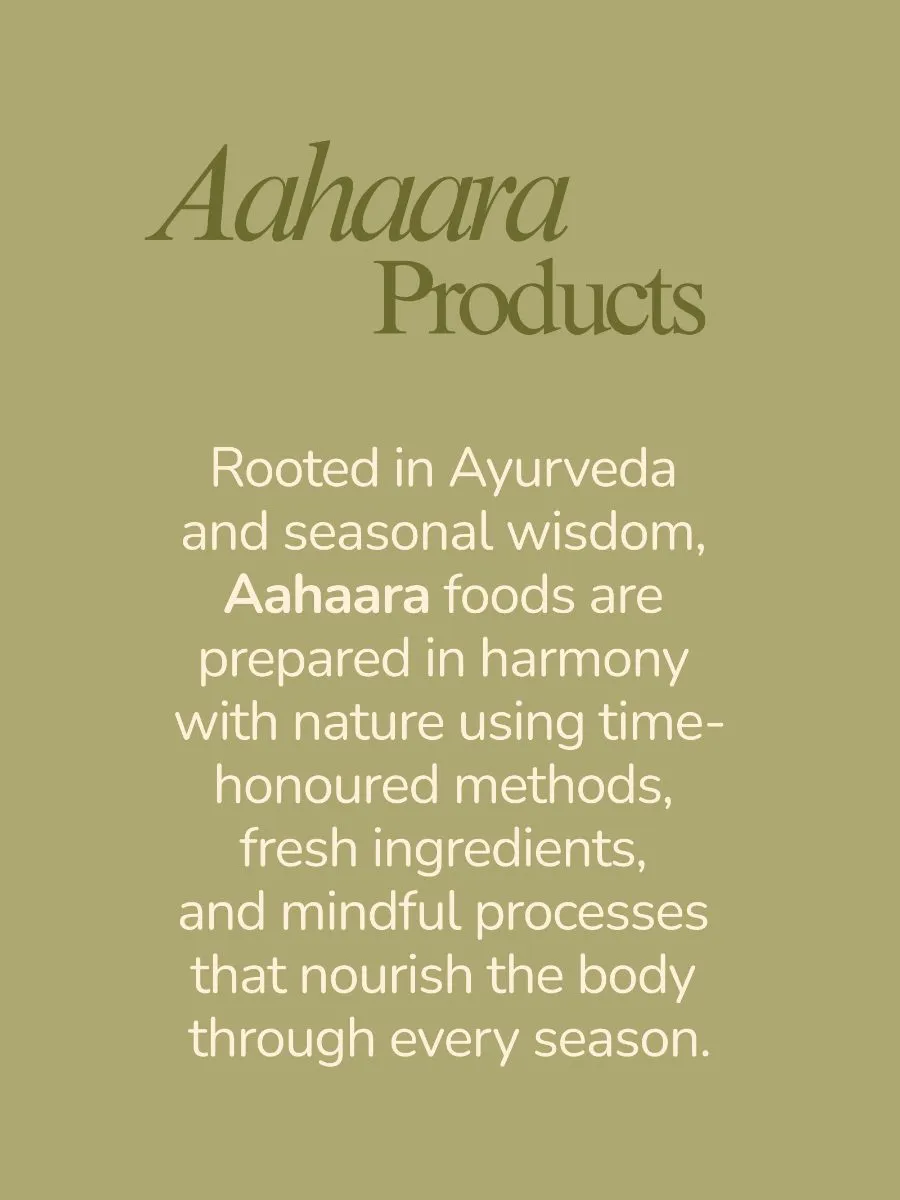 Aahaara
Products
Rooted in Ayurveda
and seasonal wisdom,
Aahaara foods are
prepared in harmony
with nature using time-
honoured methods,
fresh ingredients,
and mindful processes
that nourish the body
through every season.